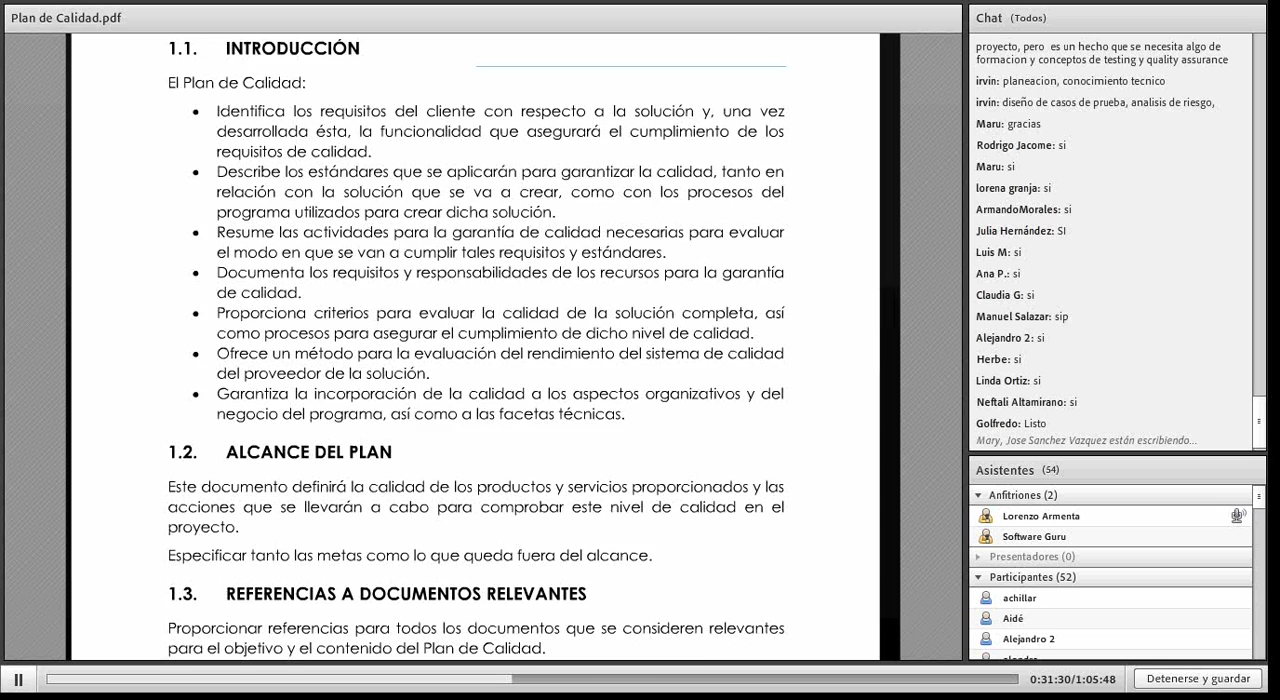 Plan de Calidad.pdf
1.1. INTRODUCCIÓN
El Plan de Calidad:
• Identifica los requisitos del cliente con respecto a la solución y, una vez
desarrollada ésta, la funcionalidad que asegurará el cumplimiento de los
requisitos de calidad.
• Describe los estándares que se aplicarán para garantizar la calidad, tanto en
relación con la solución que se va a crear, como con los procesos del
programa utilizados para crear dicha solución.
• Resume las actividades para la garantía de calidad necesarias para evaluar
el modo en que se van a cumplir tales requisitos y estándares.
• Documenta los requisitos y responsabilidades de los recursos para la garantía
de calidad.
• Proporciona criterios para evaluar la calidad de la solución completa, así
como procesos para asegurar el cumplimiento de dicho nivel de calidad.
• Ofrece un método para la evaluación del rendimiento del sistema de calidad
del proveedor de la solución.
• Garantiza la incorporación de la calidad a los aspectos organizativos y del
negocio del programa, así como a las facetas técnicas.
1.2. ALCANCE DEL PLAN
Este documento definirá la calidad de los productos y servicios proporcionados y las
acciones que se llevarán a cabo para comprobar este nivel de calidad en el
proyecto.
Especificar tanto las metas como lo que queda fuera del alcance.
1.3. REFERENCIAS A DOCUMENTOS RELEVANTES
Proporcionar referencias para todos los documentos que se consideren relevantes
para el objetivo y el contenido del Plan de Calidad.
Chat (Todos)
proyecto, pero es un hecho que se necesita algo de
formacion y conceptos de testing y quality assurance
irvin: planeacion, conocimiento tecnico
irvin: diseño de casos de prueba, analisis de riesgo,
Maru: gracias
Rodrigo Jacome: si
Maru: si
lorena granja: si
ArmandoMorales: si
Julia Hernández: SI
Luis M: si
Ana P.: si
Claudia G: si
Manuel Salazar: sip
Alejandro 2: si
Herbe: si
Linda Ortiz: si
Neftali Altamirano: si
Golfredo: Listo
Mary, Jose Sanchez Vazquez están escribiendo...
Asistentes (54)
Anfitriones (2)
Lorenzo Armenta
Software Guru
Presentadores (0)
Participantes (52)
achillar
Aidé
Alejandro 2
0:31:30/1:05:48
Detenerse y guardar